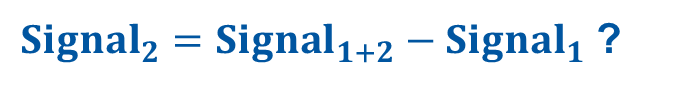 Signal₂ = Signal₁₊₂ − Signal₁ ?